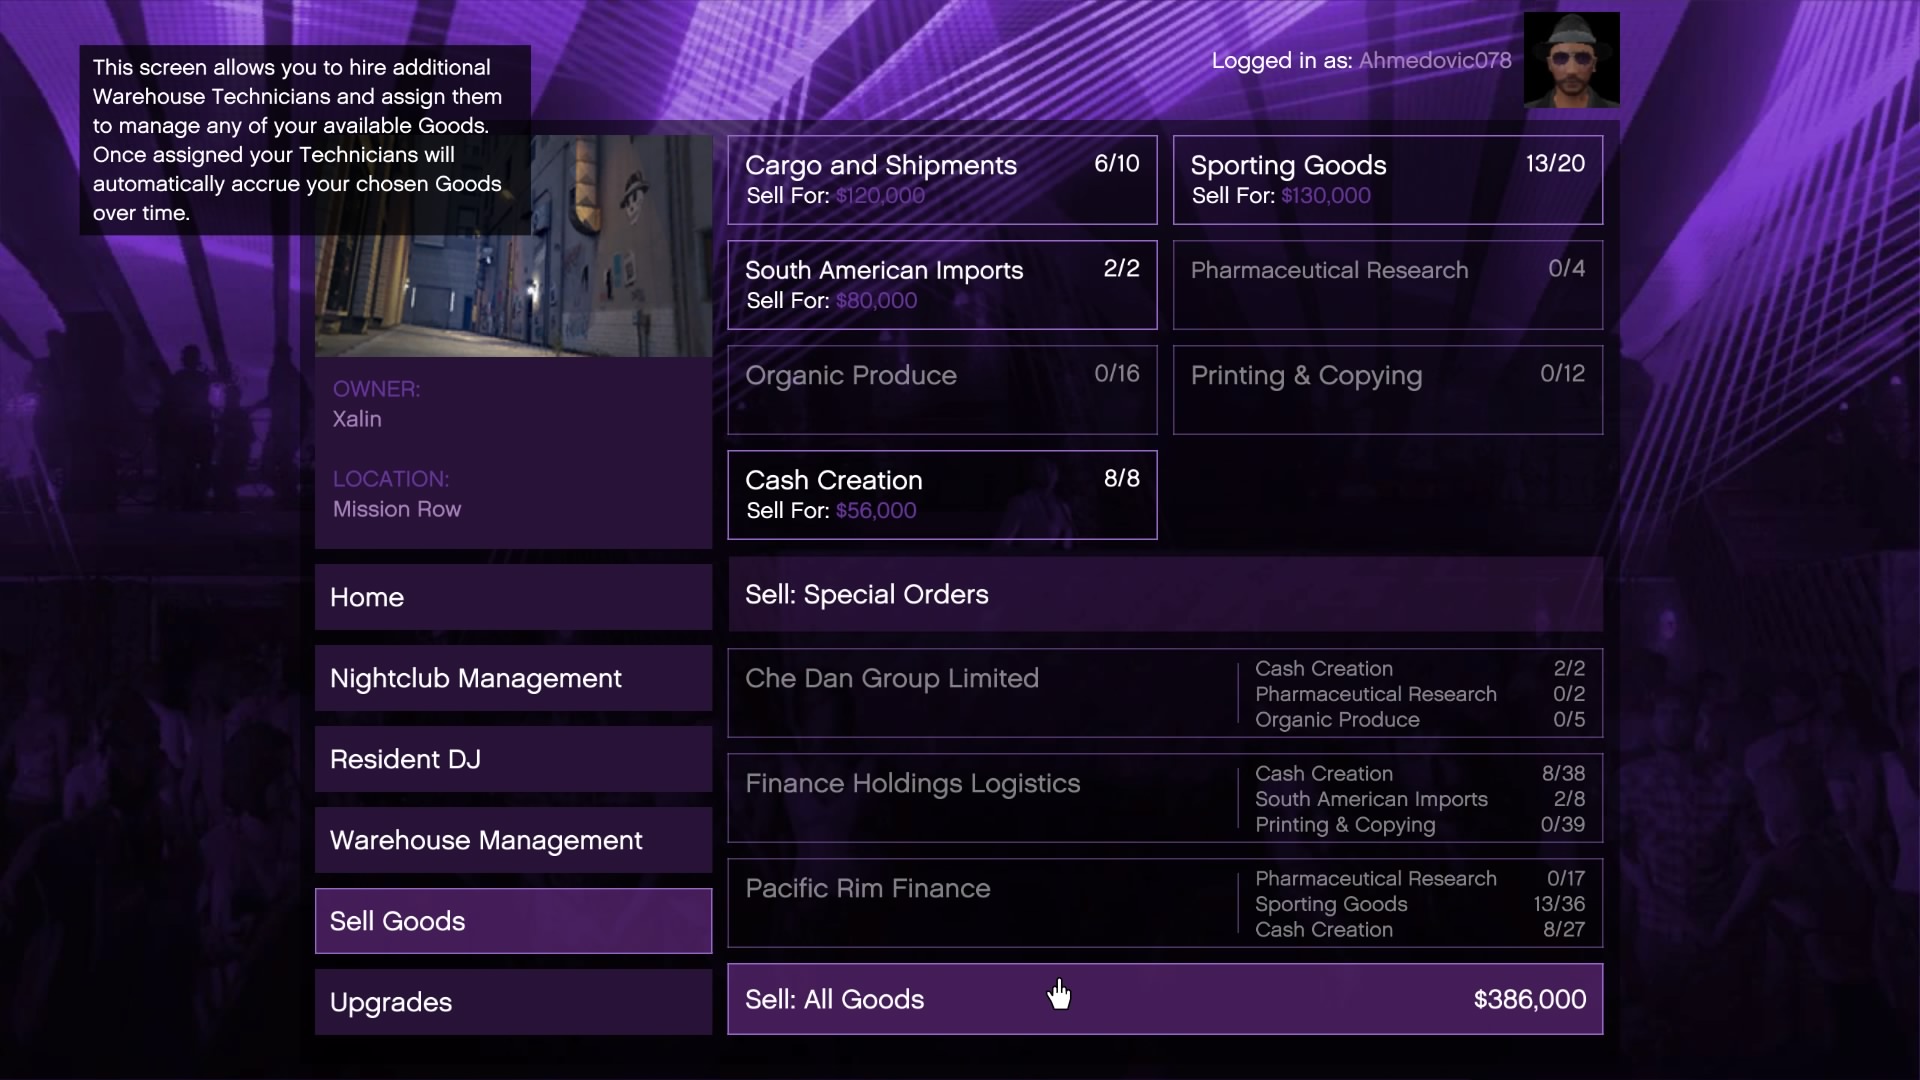 This screen allows you to hire additional
Warehouse Technicians and assign them
to manage any of your available Goods.
Once assigned your Technicians will
automatically accrue your chosen Goods
over time.
Logged in as: Ahmedovic078
OWNER:
Xalin
LOCATION:
Mission Row
Home
Nightclub Management
Resident DJ
Warehouse Management
Sell Goods
Upgrades
Cargo and Shipments 6/10
Sell For: $120,000
Sporting Goods 13/20
Sell For: $130,000
South American Imports 2/2
Sell For: $80,000
Pharmaceutical Research 0/4
Organic Produce 0/16
Printing & Copying 0/12
Cash Creation 8/8
Sell For: $56,000
Sell: Special Orders
Che Dan Group Limited
Cash Creation 2/2
Pharmaceutical Research 0/2
Organic Produce 0/5
Finance Holdings Logistics
Cash Creation 8/38
South American Imports 2/8
Printing & Copying 0/39
Pacific Rim Finance
Pharmaceutical Research 0/17
Sporting Goods 13/36
Cash Creation 8/27
Sell: All Goods $386,000